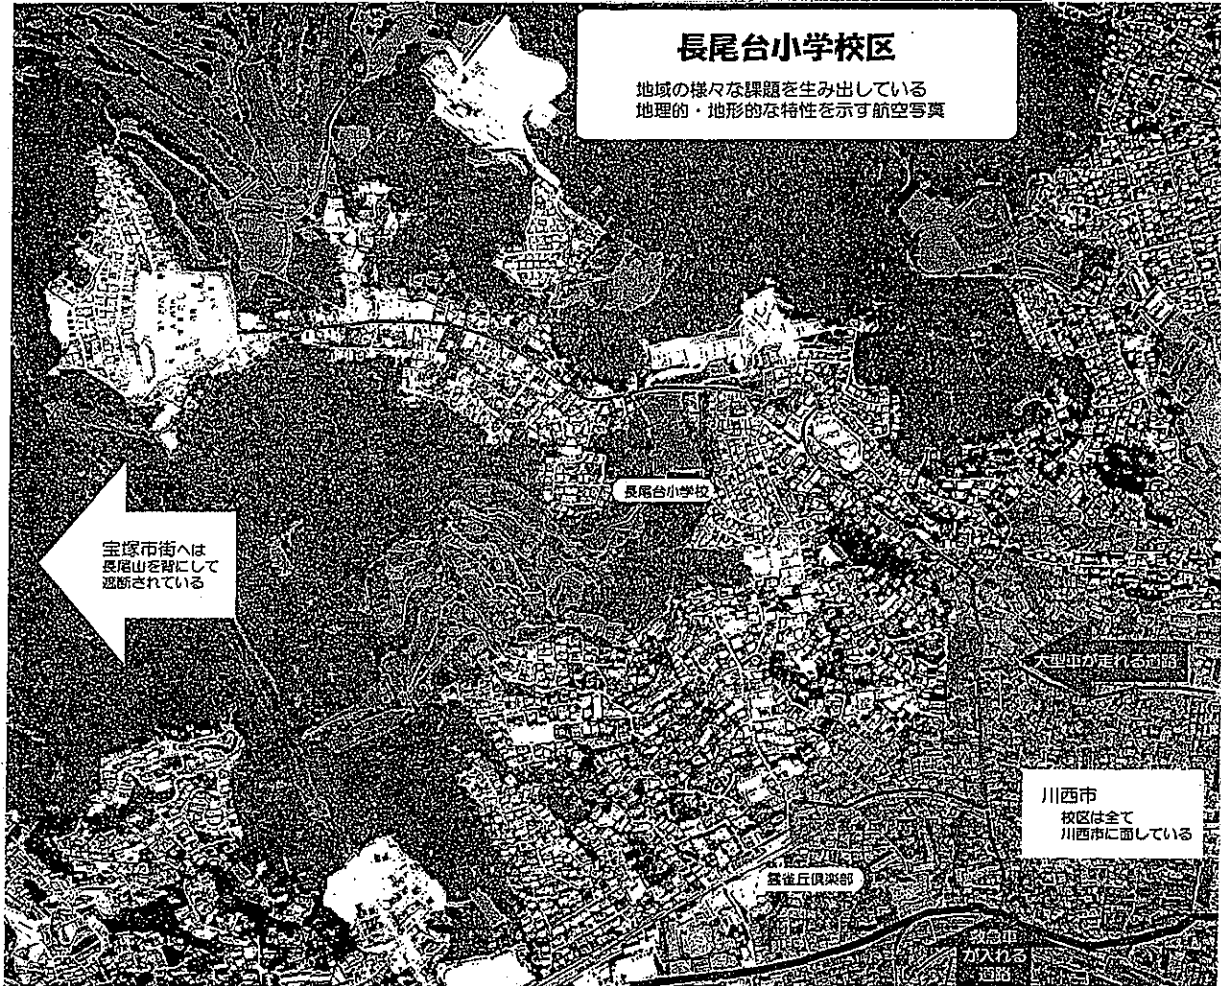 長尾台小学校区
地域の様々な課題を生み出している
地理的・地形的な特性を示す航空写真
長尾台小学校
宝塚市街へは
長尾山を背にして
遮断されている
大型車が走れる道路
川西市
校区は全て
川西市に面している
雲雀丘倶楽部
が入れる
道路